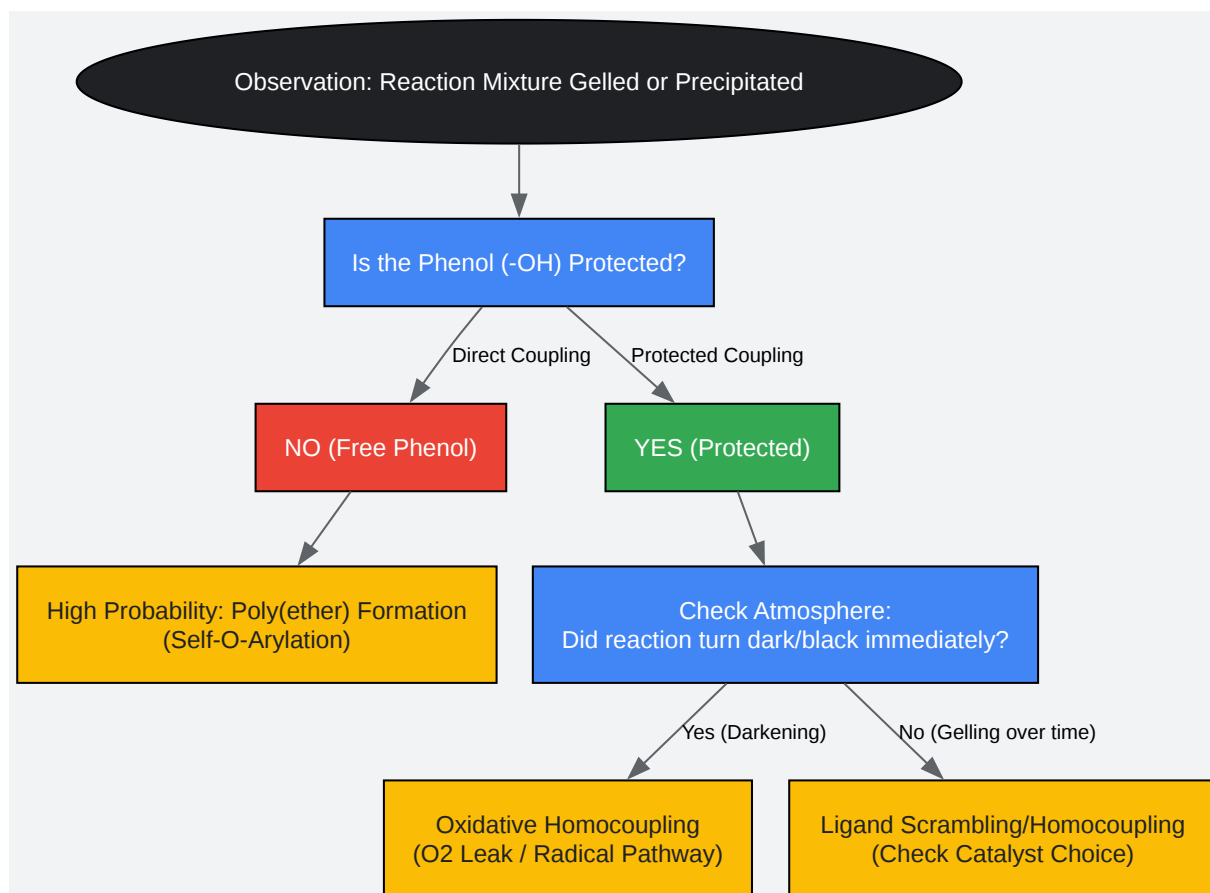 Observation: Reaction Mixture Gelled or Precipitated
Is the Phenol (-OH) Protected?
Direct Coupling
Protected Coupling
NO (Free Phenol)
YES (Protected)
High Probability: Poly(ether) Formation
(Self-O-Arylation)
Check Atmosphere:
Did reaction turn dark/black immediately?
Yes (Darkening)
No (Gelling over time)
Oxidative Homocoupling
(O2 Leak / Radical Pathway)
Ligand Scrambling/Homocoupling
(Check Catalyst Choice)